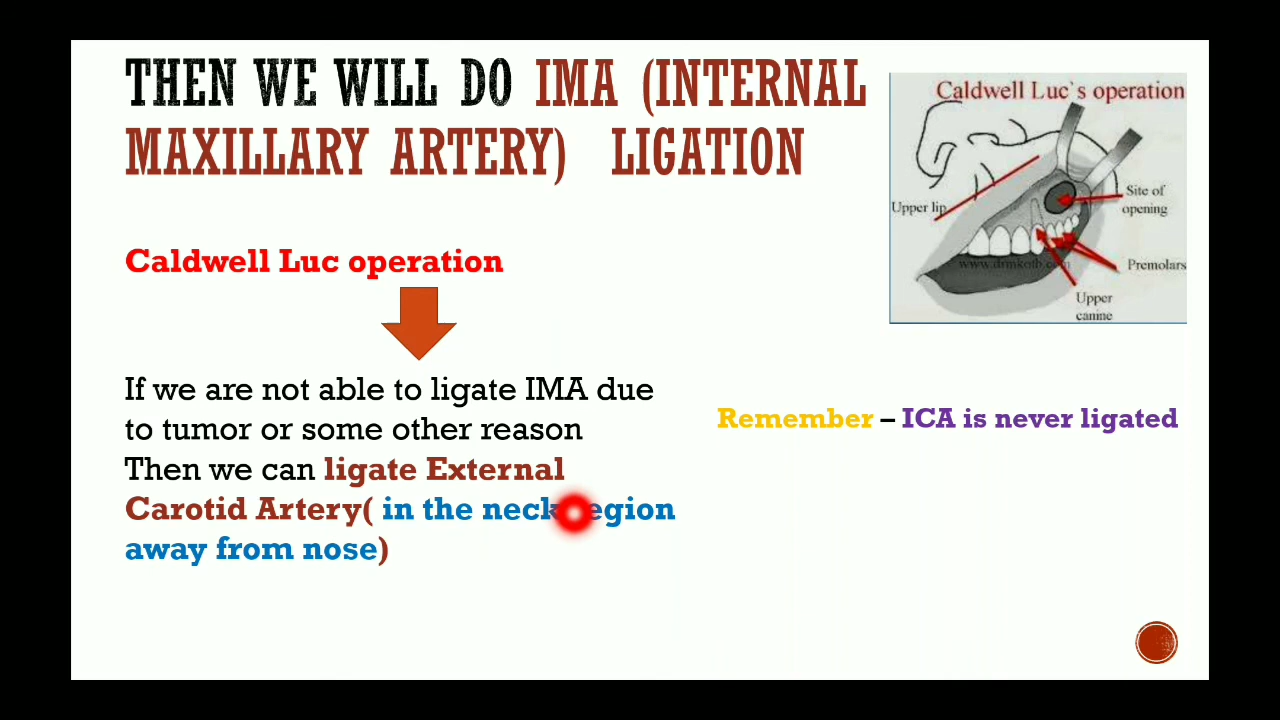 THEN WE WILL DO IMA (INTERNAL
MAXILLARY ARTERY) LIGATION
Caldwell Luc`s operation
Upper lip
Site of
opening
www.drmkotb.com
Premolars
Upper
canine
Caldwell Luc operation
If we are not able to ligate IMA due
to tumor or some other reason
Then we can ligate External
Carotid Artery( in the neck region
away from nose)
Remember – ICA is never ligated